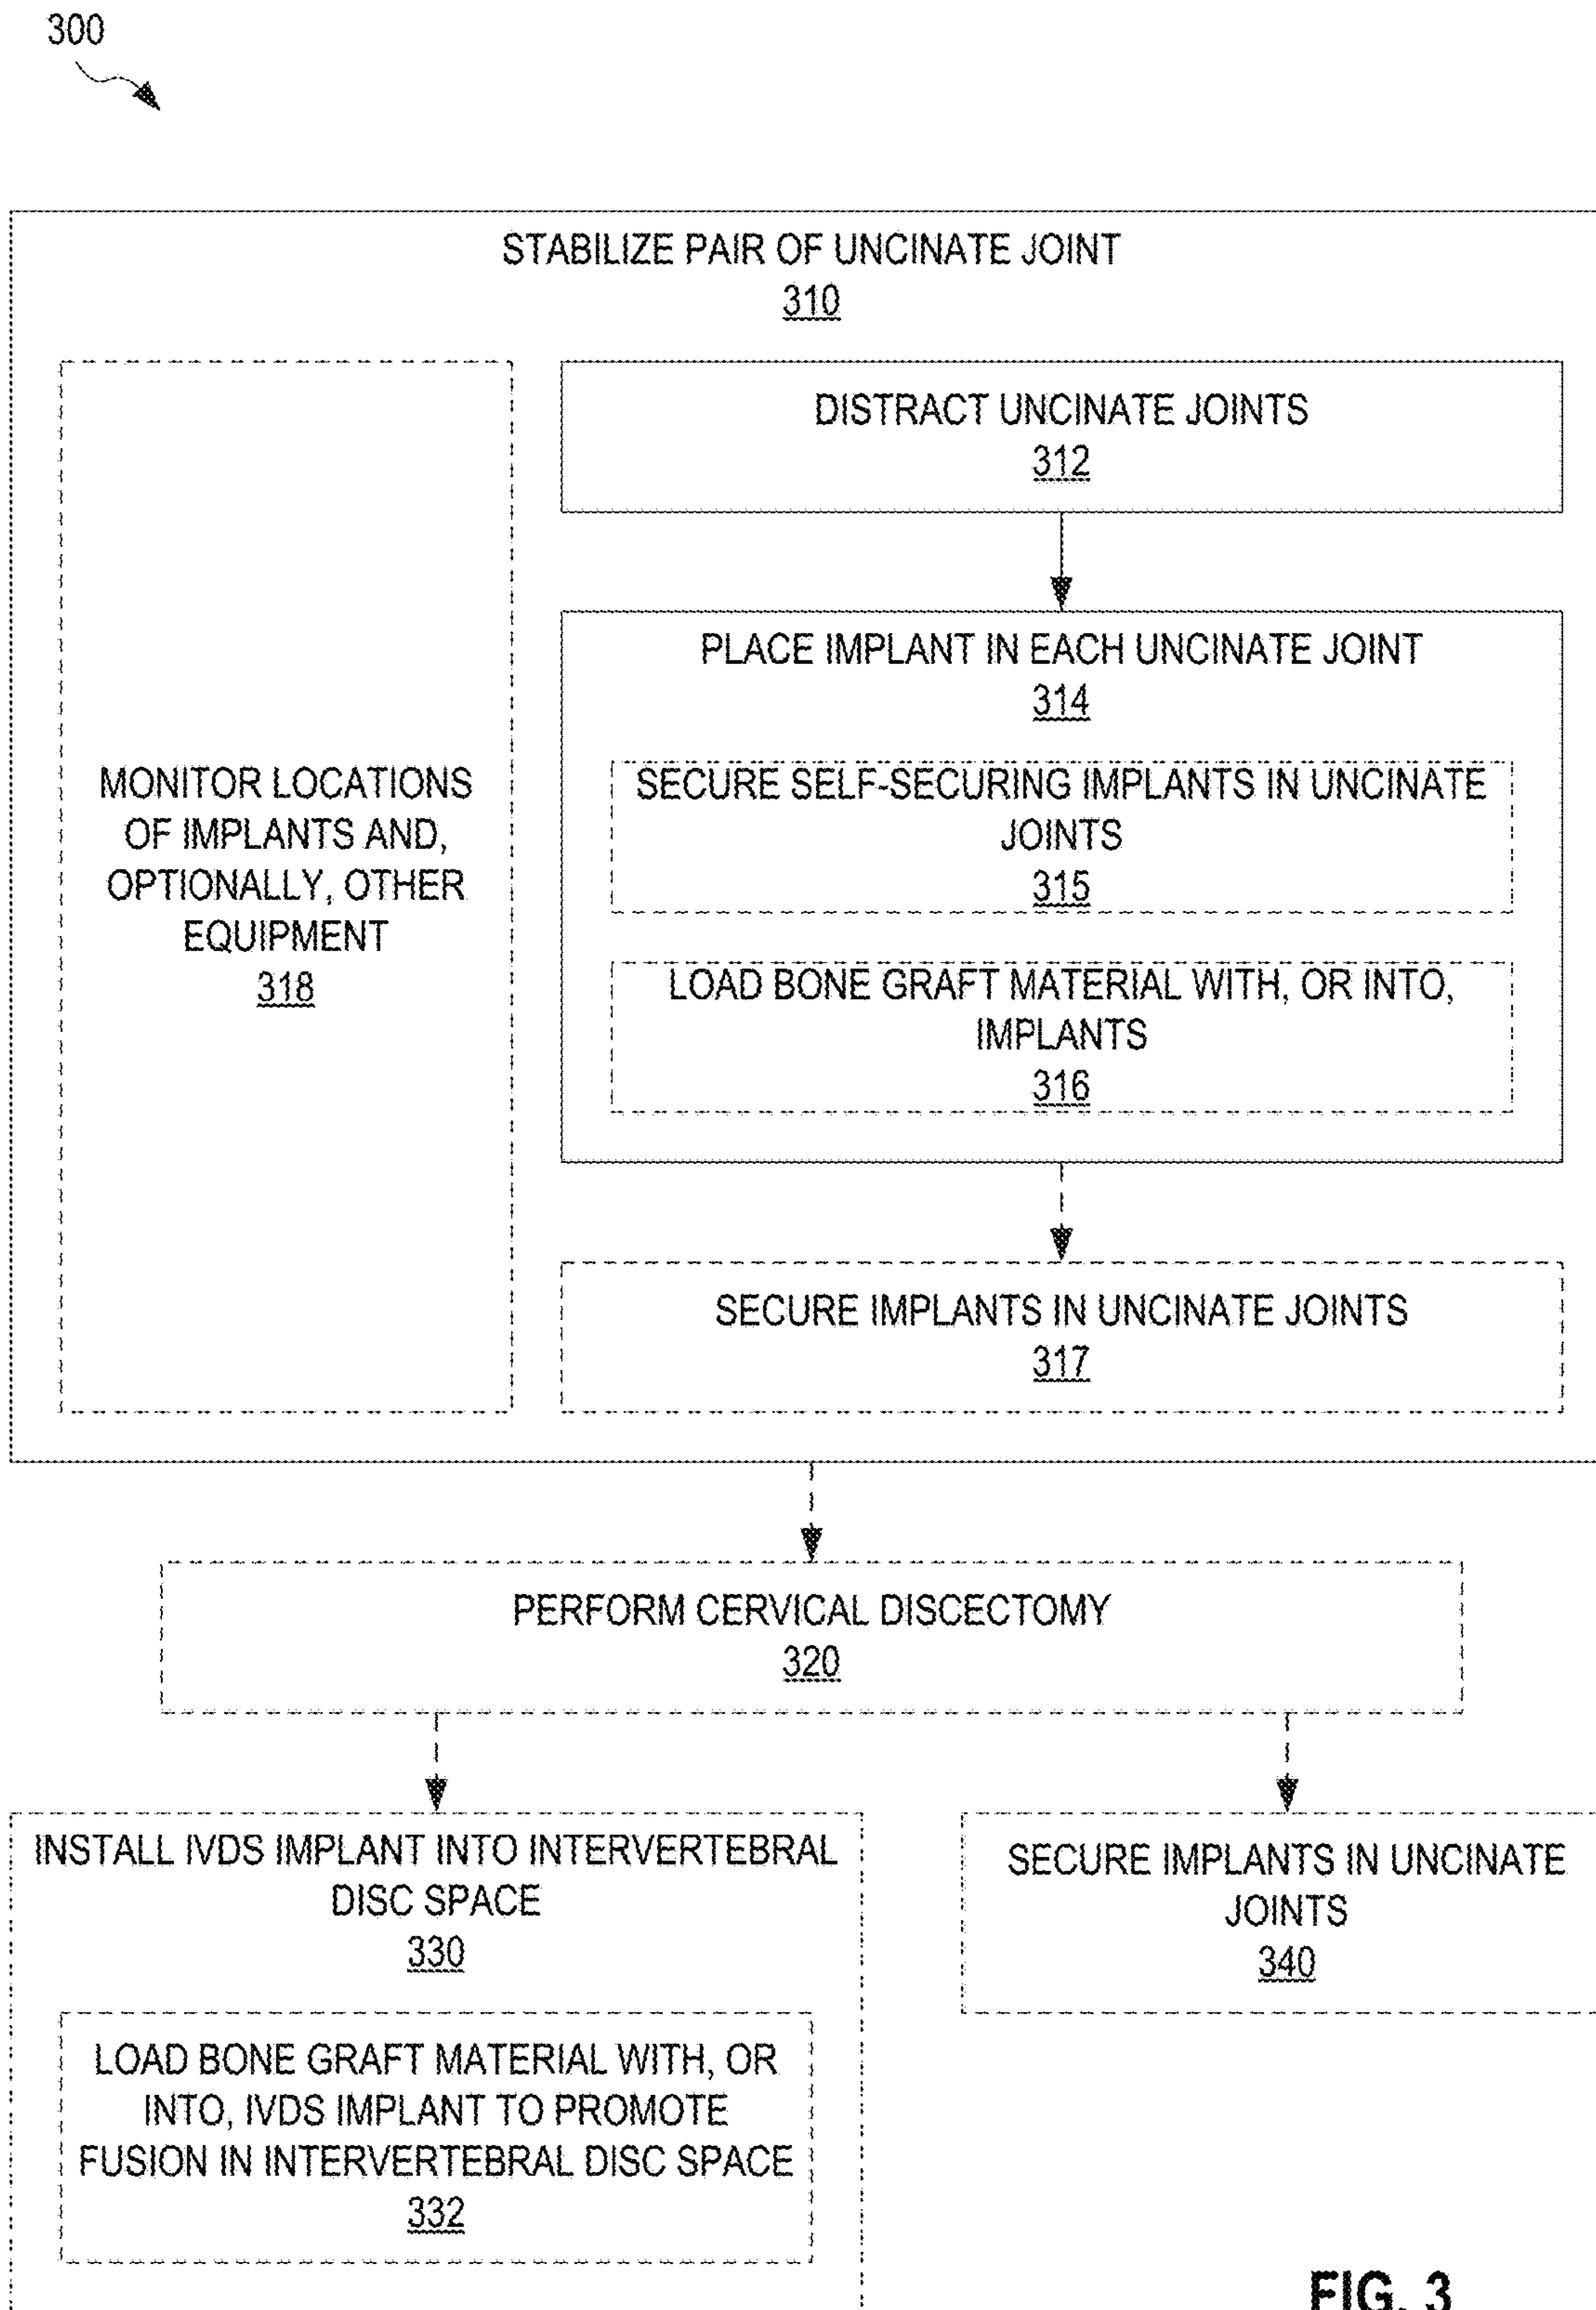 300
STABILIZE PAIR OF UNCINATE JOINT
310
DISTRACT UNCINATE JOINTS
312
PLACE IMPLANT IN EACH UNCINATE JOINT
314
SECURE SELF-SECURING IMPLANTS IN UNCINATE
JOINTS
315
LOAD BONE GRAFT MATERIAL WITH, OR INTO,
IMPLANTS
316
MONITOR LOCATIONS
OF IMPLANTS AND,
OPTIONALLY, OTHER
EQUIPMENT
318
SECURE IMPLANTS IN UNCINATE JOINTS
317
PERFORM CERVICAL DISCECTOMY
320
INSTALL IVDS IMPLANT INTO INTERVERTEBRAL
DISC SPACE
330
LOAD BONE GRAFT MATERIAL WITH, OR
INTO, IVDS IMPLANT TO PROMOTE
FUSION IN INTERVERTEBRAL DISC SPACE
332
SECURE IMPLANTS IN UNCINATE
JOINTS
340
FIG. 3